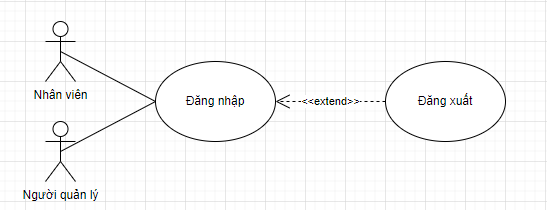 Nhân viên
Đăng nhập
<<extend>>
Đăng xuất
Người quản lý